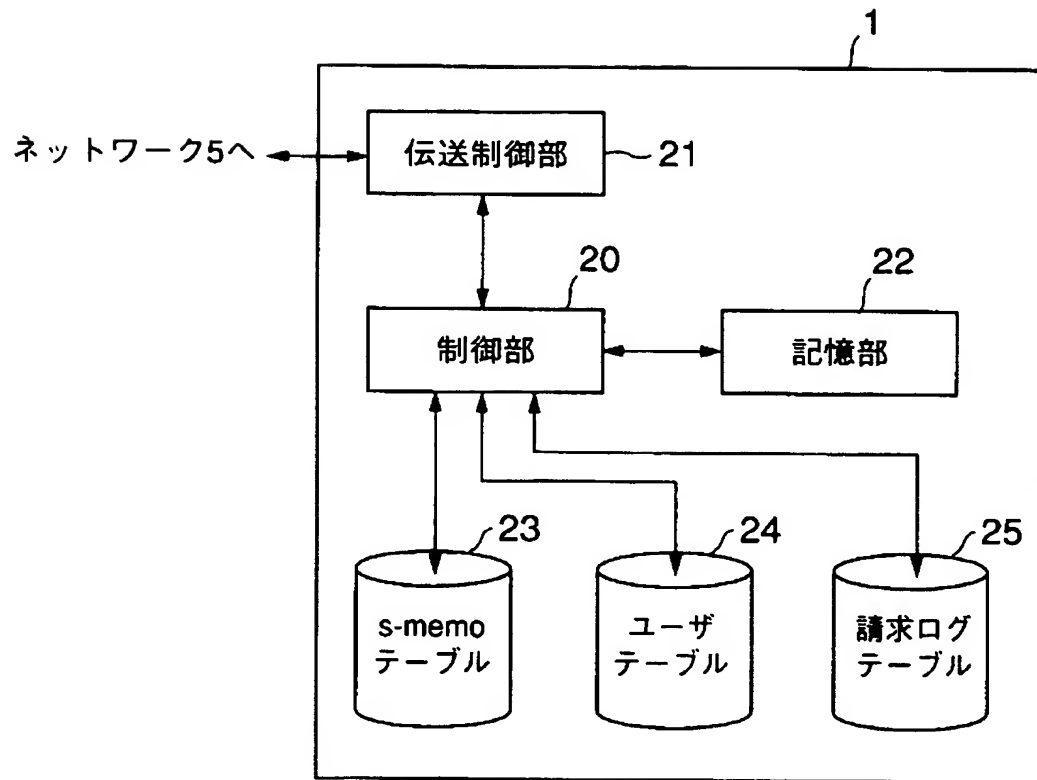 1
ネットワーク5へ
伝送制御部
21
20
22
制御部
記憶部
23
24
25
s-memo
テーブル
ユーザ
テーブル
請求ログ
テーブル